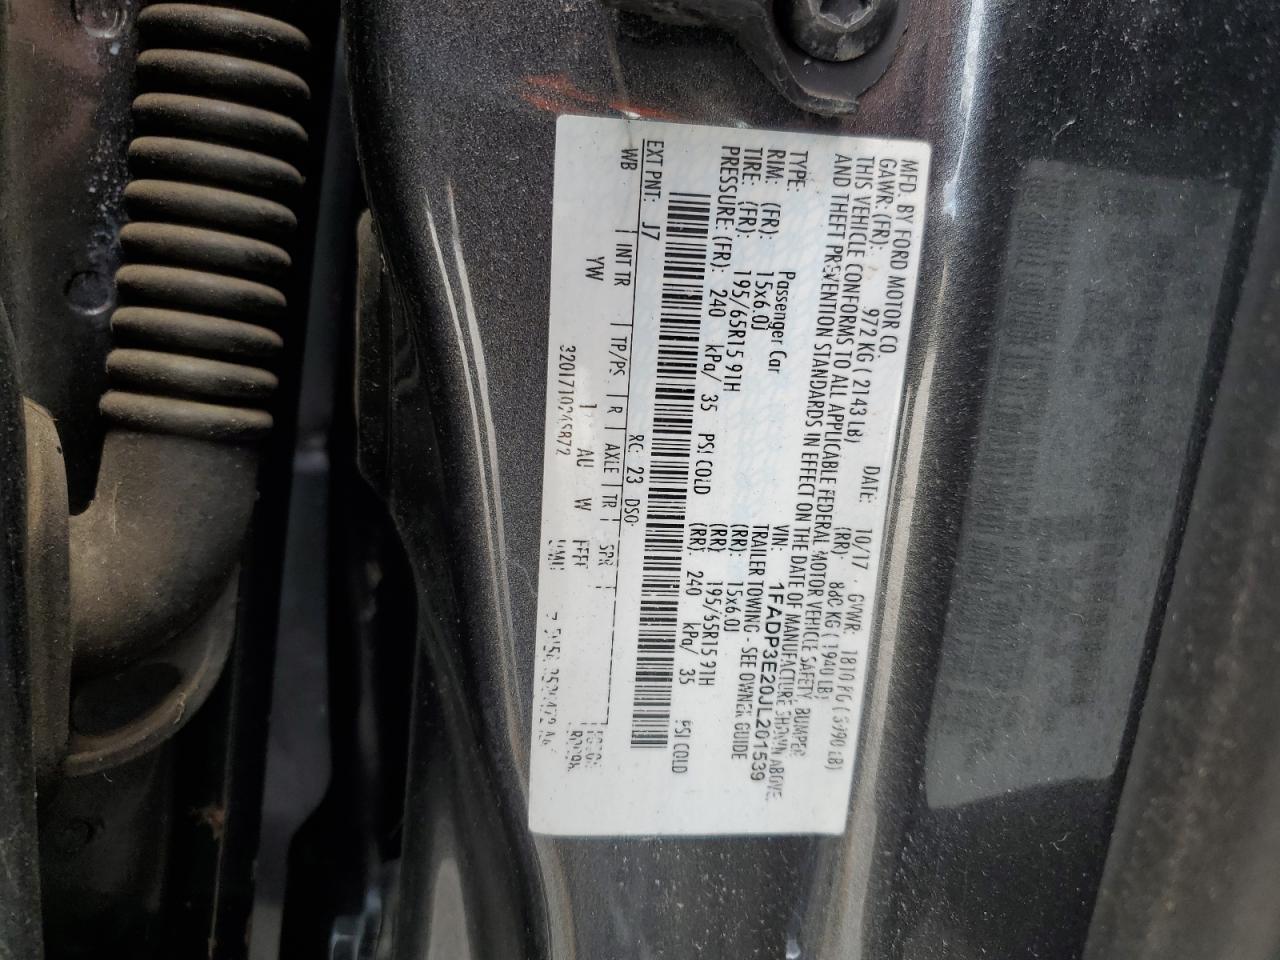 MFD. BY FORD MOTOR CO.
DATE: 10/17 GVWR: 1810 KG
GAWR: (FR): 972 KG ( 2143 LB) (RR): KG ( 1940 LB)
THIS VEHICLE CONFORMS TO ALL APPLICABLE FEDERAL MOTOR VEHICLE SAFETY, BUMPER,
AND THEFT PREVENTION STANDARDS IN EFFECT ON THE DATE OF MANUFACTURE SHOWN ABOVE.
VIN: 1FADP3E20JL201539
TYPE: Passenger Car TRAILER TOWING - SEE OWNER GUIDE
RIM: (FR): 15x6.0J (RR): 15x6.0J
TIRE: (FR): 195/65R15 91H (RR): 195/65R15 91H
PRESSURE: (FR): 240 kPa/ 35 PSI COLD (RR): 240 kPa/ 35 PSI COLD
EXT PNT: J7 RC: 23 DSO:
WB INT TR TP/PS R AXLE TR SPR
YW AU W